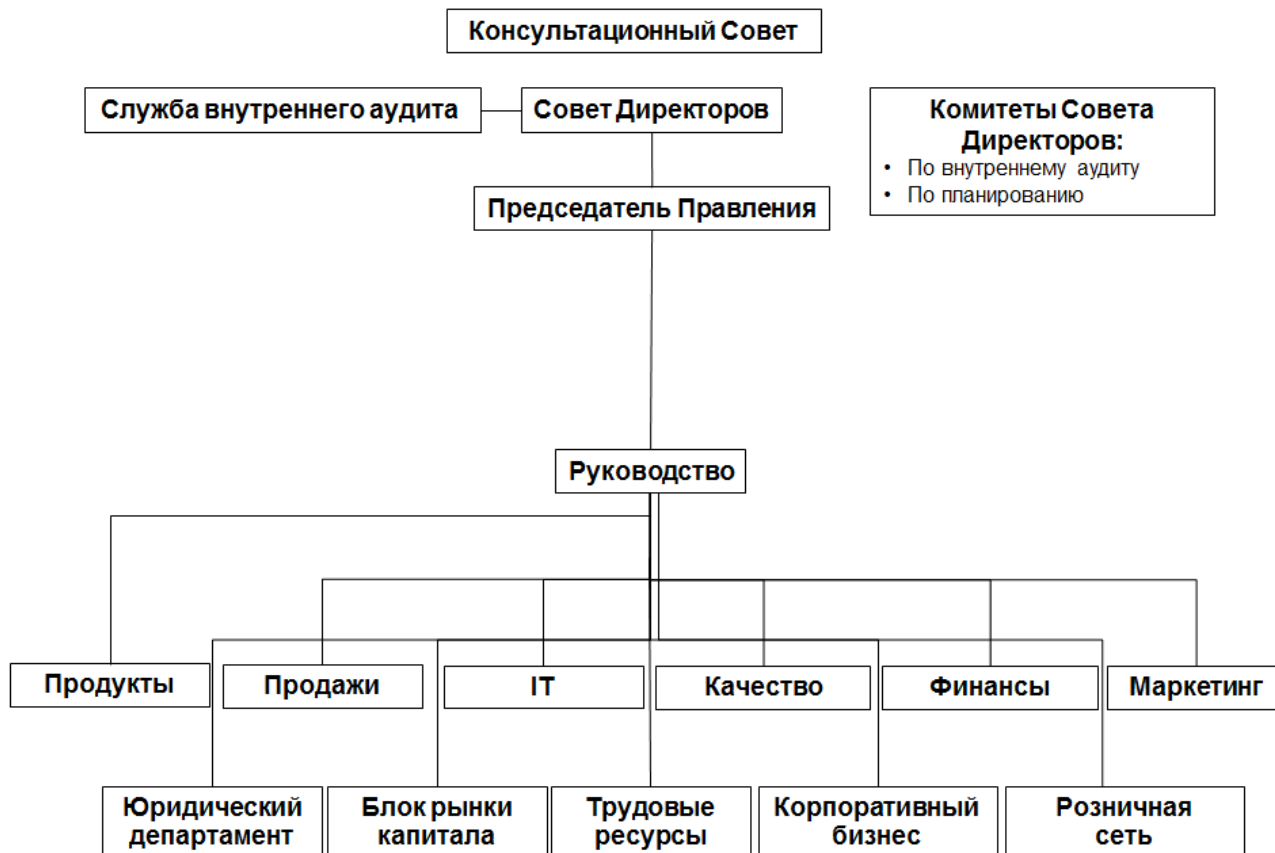 Консультационный Совет
Служба внутреннего аудита
Совет Директоров
Комитеты Совета
Директоров:
• По внутреннему аудиту
• По планированию
Председатель Правления
Руководство
Продукты
Продажи
IT
Качество
Финансы
Маркетинг
Юридический
департамент
Блок рынки
капитала
Трудовые
ресурсы
Корпоративный
бизнес
Розничная
сеть